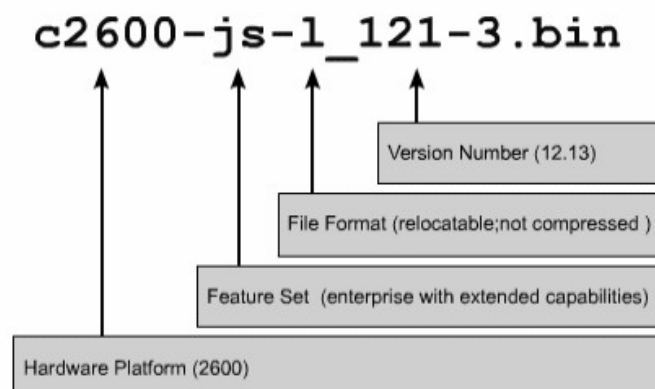 c2600-js-l_121-3.bin
Version Number (12.13)
File Format (relocatable;not compressed )
Feature Set (enterprise with extended capabilities)
Hardware Platform (2600)